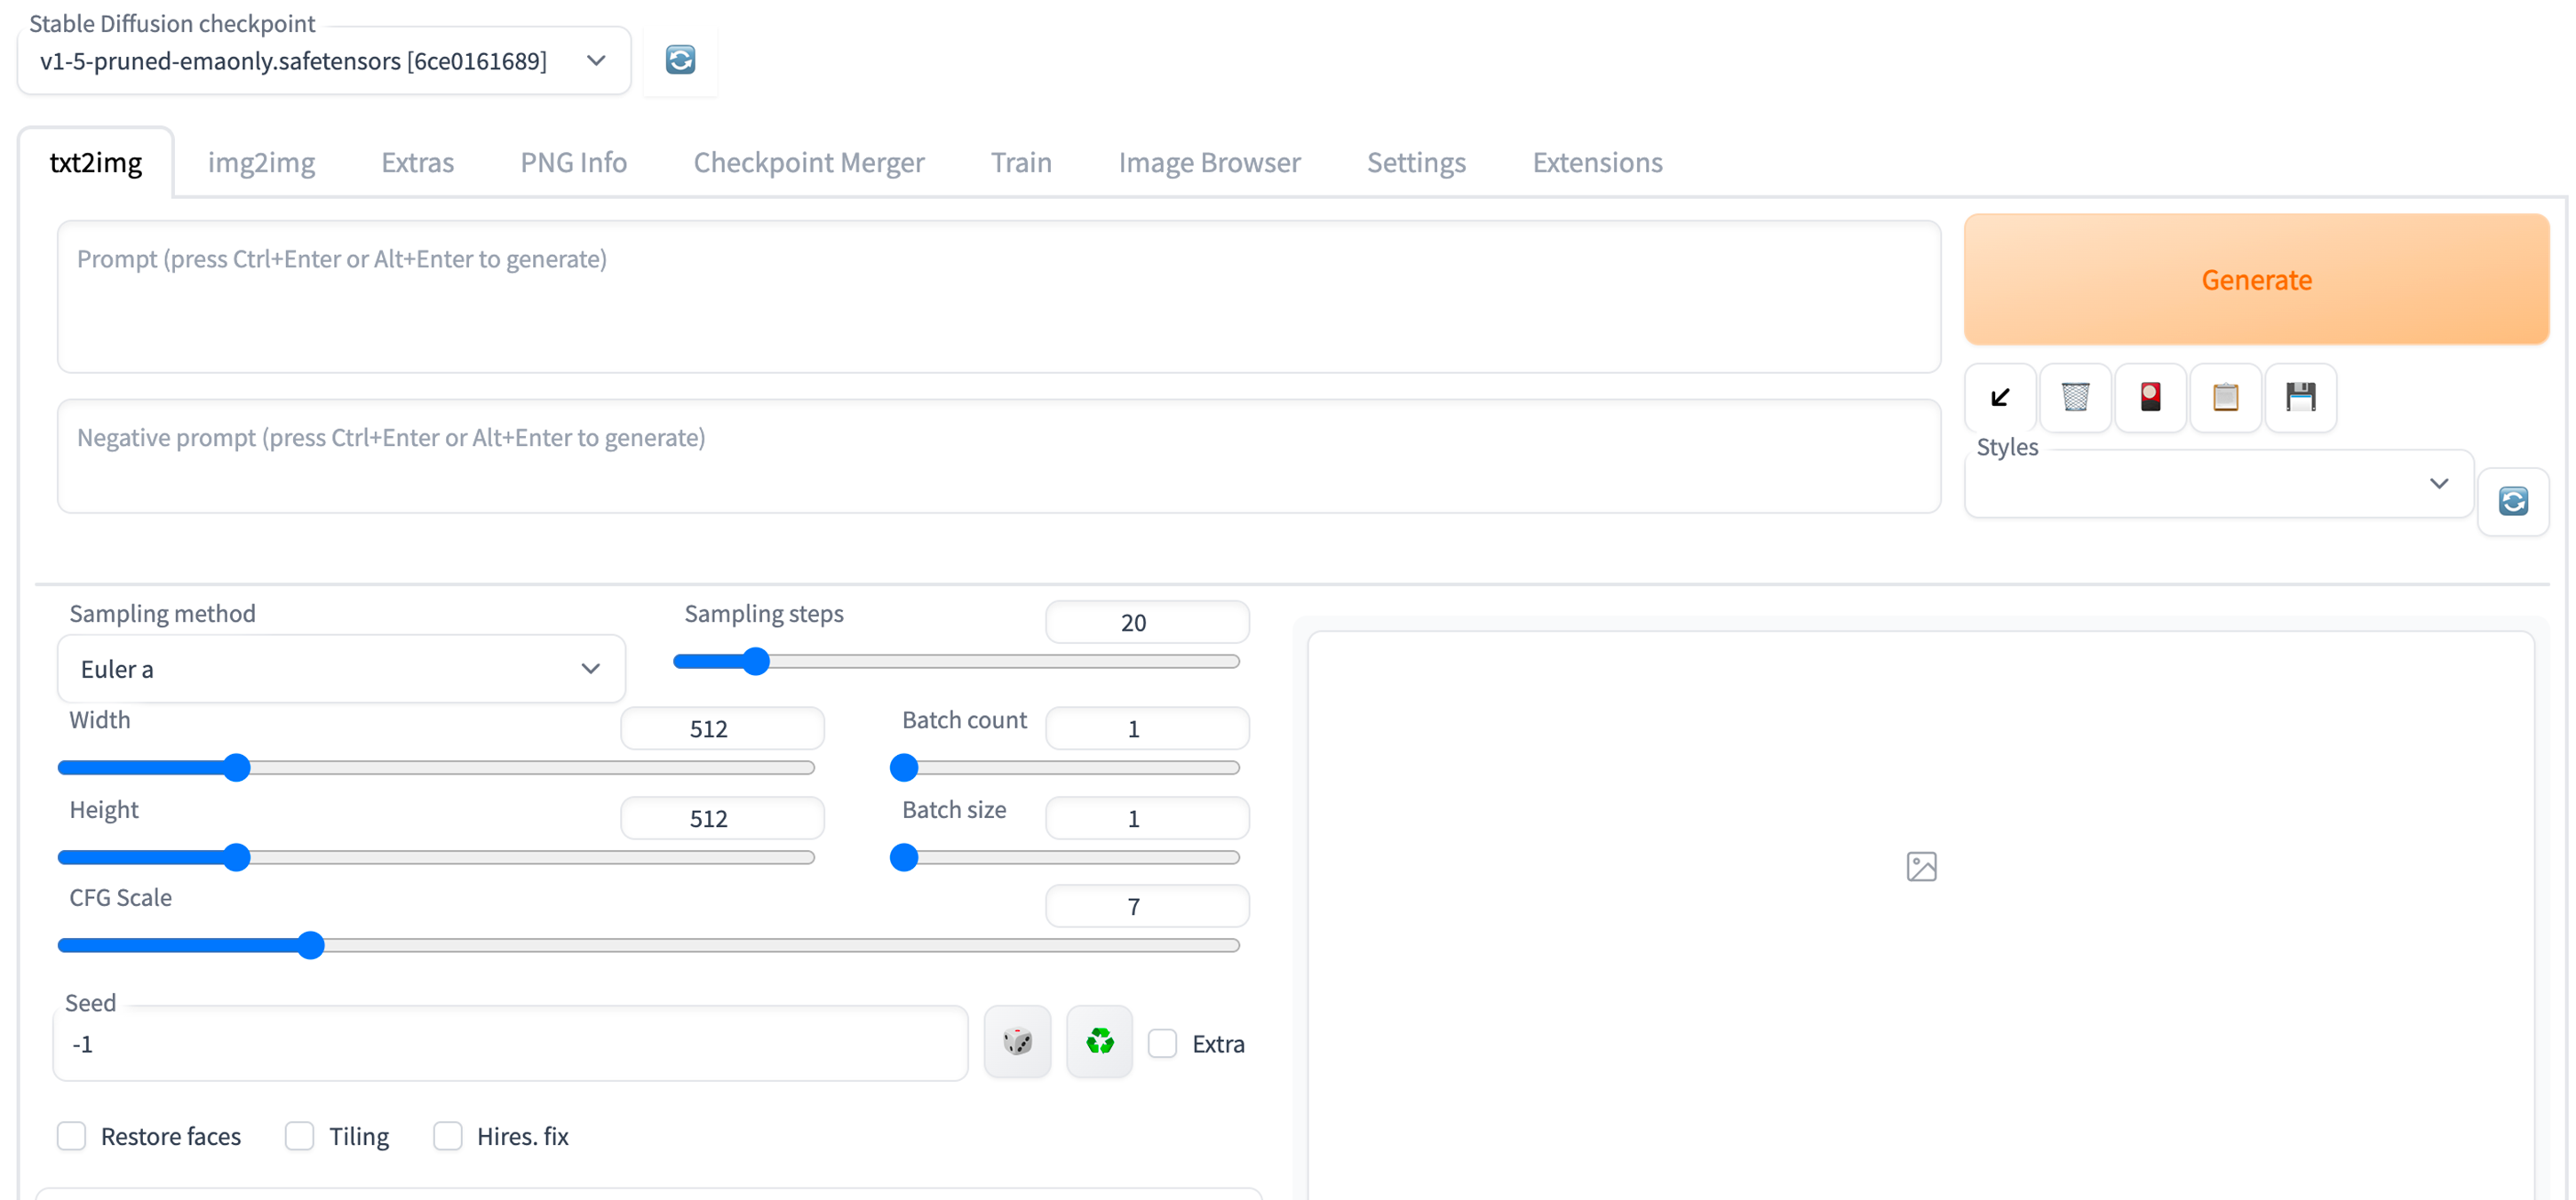 Stable Diffusion checkpoint
v1-5-pruned-emaonly.safetensors [6ce0161689]
txt2img img2img Extras PNG Info Checkpoint Merger Train Image Browser Settings Extensions
Prompt (press Ctrl+Enter or Alt+Enter to generate)
Generate
Negative prompt (press Ctrl+Enter or Alt+Enter to generate)
Styles
Sampling method
Euler a
Sampling steps
20
Width
512
Batch count
1
Height
512
Batch size
1
CFG Scale
7
Seed
-1
Extra
Restore faces Tiling Hires. fix